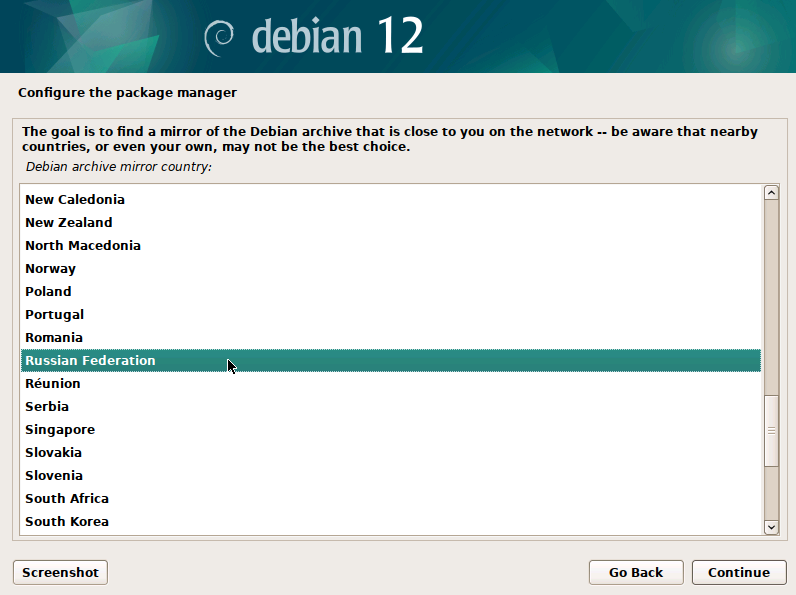 debian 12
Configure the package manager
The goal is to find a mirror of the Debian archive that is close to you on the network -- be aware that nearby
countries, or even your own, may not be the best choice.
Debian archive mirror country:
New Caledonia
New Zealand
North Macedonia
Norway
Poland
Portugal
Romania
Russian Federation
Réunion
Serbia
Singapore
Slovakia
Slovenia
South Africa
South Korea
Screenshot
Go Back
Continue